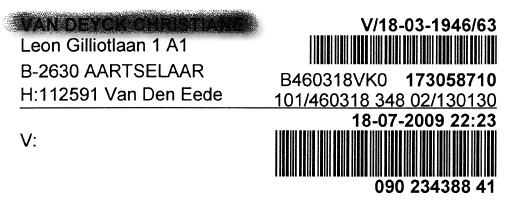 V/18-03-1946/63
Leon Gilliotlaan 1 A1
B-2630 AARTSELAAR
B460318VK0 173058710
H:112591 Van Den Eede
101/460318 348 02/130130
18-07-2009 22:23
V:
090 234388 41